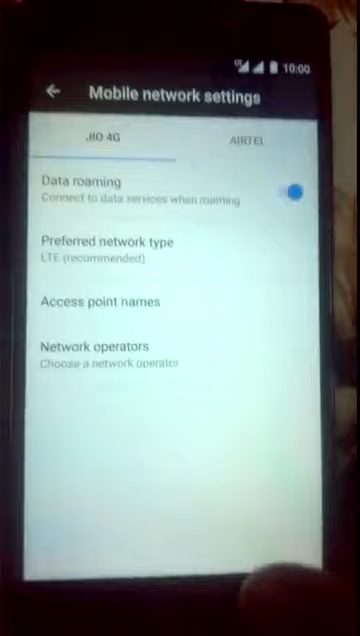 10:00
Mobile network settings
JIO 4G
AIRTEL
Data roaming
Connect to data services when roaming
Preferred network type
LTE (recommended)
Access point names
Network operators
Choose a network operator